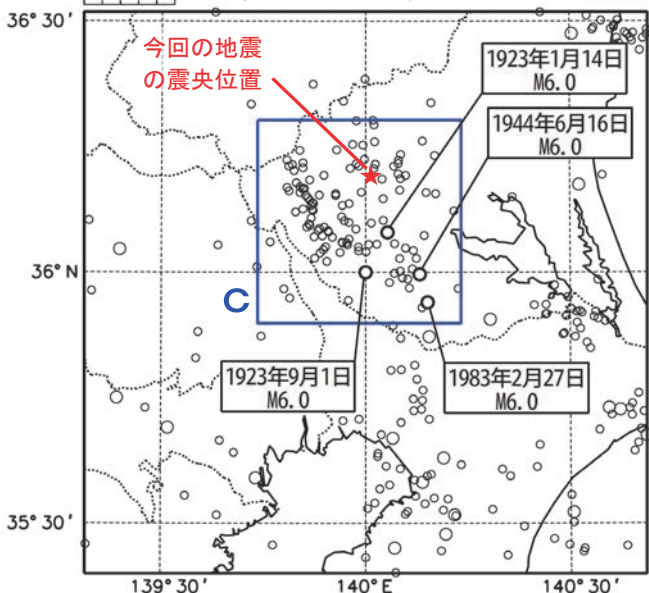 36°30′
今回の地震
の震央位置
1923年1月14日
M6.0
1944年6月16日
M6.0
36°N
C
1923年9月1日
M6.0
1983年2月27日
M6.0
35°30′
139°30′
140°E
140°30′